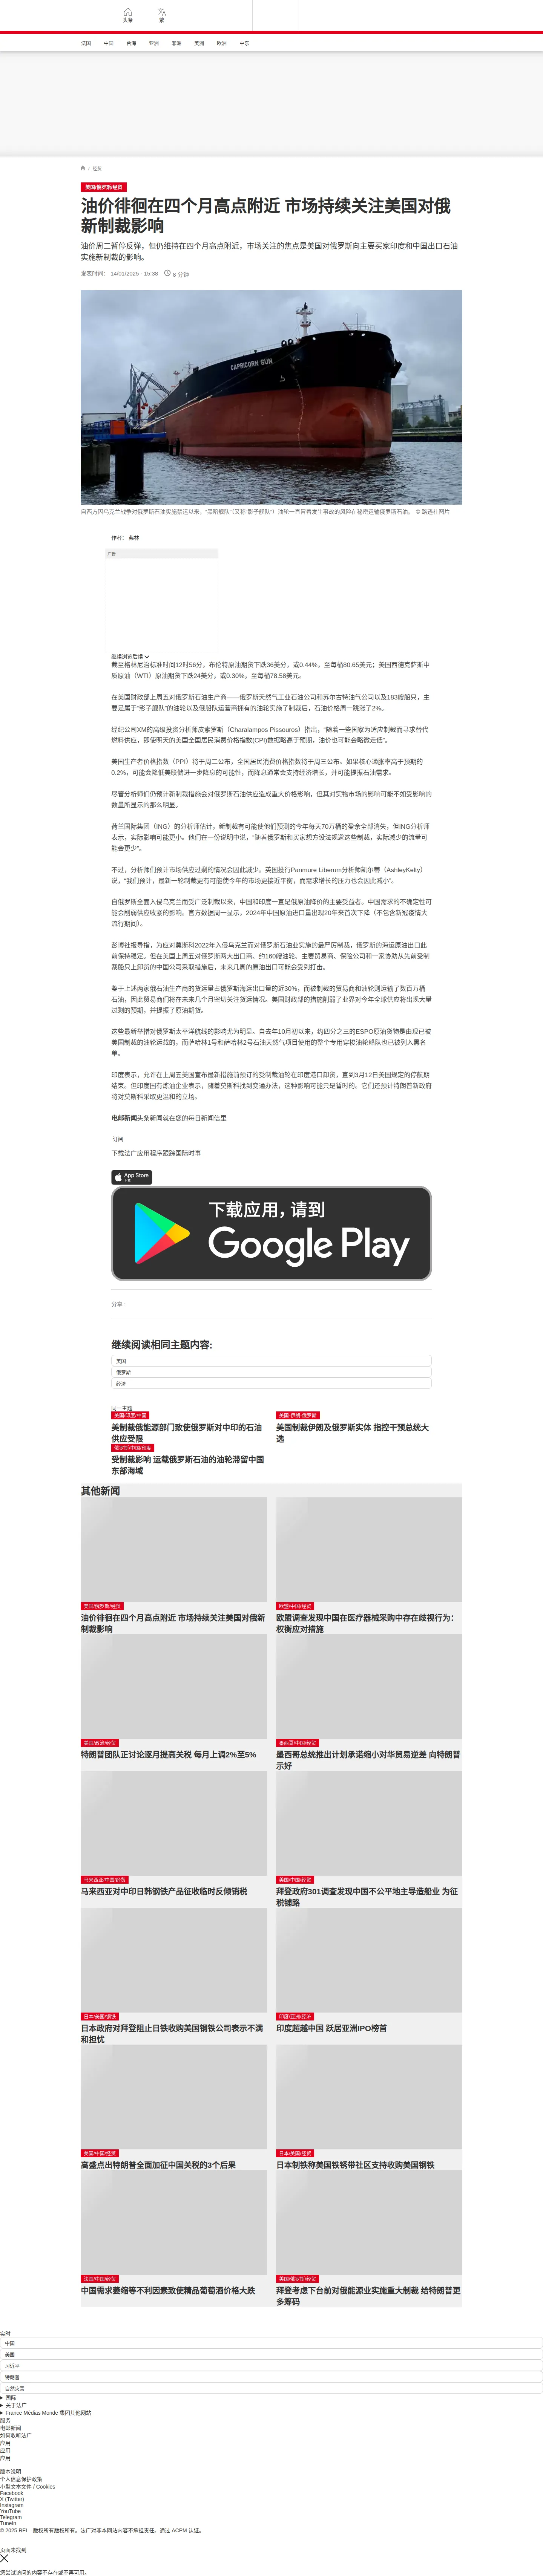 头条
繁
法国 中国 台湾 亚洲 非洲 美洲 欧洲 中东
/ 经贸
美国/俄罗斯/经贸
油价徘徊在四个月高点附近 市场持续关注美国对俄
新制裁影响
油价周二暂停反弹，但仍维持在四个月高点附近，市场关注的焦点是美国对俄罗斯向主要买家印度和中国出口石油
实施新制裁的影响。
发表时间： 14/01/2025 - 15:38 8 分钟
CAPRICORN SUN
自西方因乌克兰战争对俄罗斯石油实施禁运以来，“黑暗舰队”（又称“影子舰队”）油轮一直冒着发生事故的风险在秘密运输俄罗斯石油。 © 路透社图片
作者： 弗林
广告
继续浏览后续
截至格林尼治标准时间12时56分，布伦特原油期货下跌36美分，或0.44%，至每桶80.65美元；美国西德克萨斯中
质原油（WTI）原油期货下跌24美分，或0.30%，至每桶78.58美元。
在美国财政部上周五对俄罗斯石油生产商——俄罗斯天然气工业石油公司和苏尔古特油气公司以及183艘船只，主
要是属于“影子舰队”的油轮以及俄船队运营商拥有的油轮实施了制裁后，石油价格周一跳涨了2%。
经纪公司XM的高级投资分析师皮索罗斯（Charalampos Pissouros）指出，“随着一些国家为适应制裁而寻求替代
燃料供应，即使明天的美国全国居民消费价格指数(CPI)数据略高于预期，油价也可能会略微走低”。
美国生产者价格指数（PPI）将于周二公布，全国居民消费价格指数将于周三公布。如果核心通胀率高于预期的
0.2%，可能会降低美联储进一步降息的可能性，而降息通常会支持经济增长，并可能提振石油需求。
尽管分析师们仍预计新制裁措施会对俄罗斯石油供应造成重大价格影响，但其对实物市场的影响可能不如受影响的
数量所显示的那么明显。
荷兰国际集团（ING）的分析师估计，新制裁有可能使他们预测的今年每天70万桶的盈余全部消失，但ING分析师
表示，实际影响可能更小。他们在一份说明中说，“随着俄罗斯和买家想方设法规避这些制裁，实际减少的流量可
能会更少”。
不过，分析师们预计市场供应过剩的情况会因此减少。英国投行Panmure Liberum分析师凯尔蒂（AshleyKelty）
说，“我们预计，最新一轮制裁更有可能使今年的市场更接近平衡，而需求增长的压力也会因此减小”。
自俄罗斯全面入侵乌克兰而受广泛制裁以来，中国和印度一直是俄原油降价的主要受益者。中国需求的不确定性可
能会削弱供应收紧的影响。官方数据周一显示，2024年中国原油进口量出现20年来首次下降（不包含新冠疫情大
流行期间）。
彭博社报导指，为应对莫斯科2022年入侵乌克兰而对俄罗斯石油业实施的最严厉制裁，俄罗斯的海运原油出口此
前保持稳定。但在美国上周五对俄罗斯两大出口商、约160艘油轮、主要贸易商、保险公司和一家协助从先前受制
裁船只上卸货的中国公司采取措施后，未来几周的原油出口可能会受到打击。
鉴于上述两家俄石油生产商的货运量占俄罗斯海运出口量的近30%，而被制裁的贸易商和油轮则运输了数百万桶
石油，因此贸易商们将在未来几个月密切关注货运情况。美国财政部的措施削弱了业界对今年全球供应将出现大量
过剩的预期，并提振了原油期货。
这些最新举措对俄罗斯太平洋航线的影响尤为明显。自去年10月初以来，约四分之三的ESPO原油货物是由现已被
美国制裁的油轮运载的，而萨哈林1号和萨哈林2号石油天然气项目使用的整个专用穿梭油轮船队也已被列入黑名
单。
印度表示，允许在上周五美国宣布最新措施前预订的受制裁油轮在印度港口卸货，直到3月12日美国规定的停航期
结束。但印度国有炼油企业表示，随着莫斯科找到变通办法，这种影响可能只是暂时的。它们还预计特朗普新政府
将对莫斯科采取更温和的立场。
电邮新闻头条新闻就在您的每日新闻信里
订阅
下载法广应用程序跟踪国际时事
App Store
下载
下载应用，请到
Google Play
分享 :
继续阅读相同主题内容:
美国
俄罗斯
经济
同一主题
美国/印度/中国
美制裁俄能源部门致使俄罗斯对中印的石油
供应受限
美国·伊朗·俄罗斯
美国制裁伊朗及俄罗斯实体 指控干预总统大
选
俄罗斯/中国/印度
受制裁影响 运载俄罗斯石油的油轮滞留中国
东部海域
其他新闻
美国/俄罗斯/经贸
油价徘徊在四个月高点附近 市场持续关注美国对俄新
制裁影响
欧盟/中国/经贸
欧盟调查发现中国在医疗器械采购中存在歧视行为：
权衡应对措施
美国/政治/经贸
特朗普团队正讨论逐月提高关税 每月上调2%至5%
墨西哥/中国/经贸
墨西哥总统推出计划承诺缩小对华贸易逆差 向特朗普
示好
马来西亚/中国/经贸
马来西亚对中印日韩钢铁产品征收临时反倾销税
美国/中国/经贸
拜登政府301调查发现中国不公平地主导造船业 为征
税铺路
日本/美国/钢铁
日本政府对拜登阻止日铁收购美国钢铁公司表示不满
和担忧
印度/亚洲/经济
印度超越中国 跃居亚洲IPO榜首
美国/中国/经贸
高盛点出特朗普全面加征中国关税的3个后果
日本/美国/经贸
日本制铁称美国铁锈带社区支持收购美国钢铁
法国/中国/经贸
中国需求萎缩等不利因素致使精品葡萄酒价格大跌
美国/俄罗斯/经贸
拜登考虑下台前对俄能源业实施重大制裁 给特朗普更
多筹码
实时
中国
美国
习近平
特朗普
自然灾害
国际
关于法广
France Médias Monde 集团其他网站
服务
电邮新闻
如何收听法广
应用
应用
应用
版本说明
个人信息保护政策
小型文本文件 / Cookies
Facebook
X (Twitter)
Instagram
YouTube
Telegram
TuneIn
© 2025 RFI – 版权所有版权所有。法广对非本网站内容不承担责任。通过 ACPM 认证。
页面未找到
您尝试访问的内容不存在或不再可用。